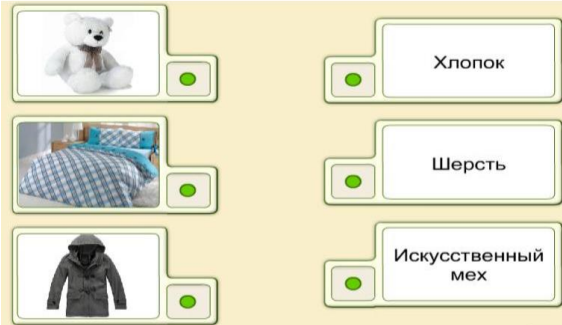 Хлопок
Шерсть
Искусственный
мех